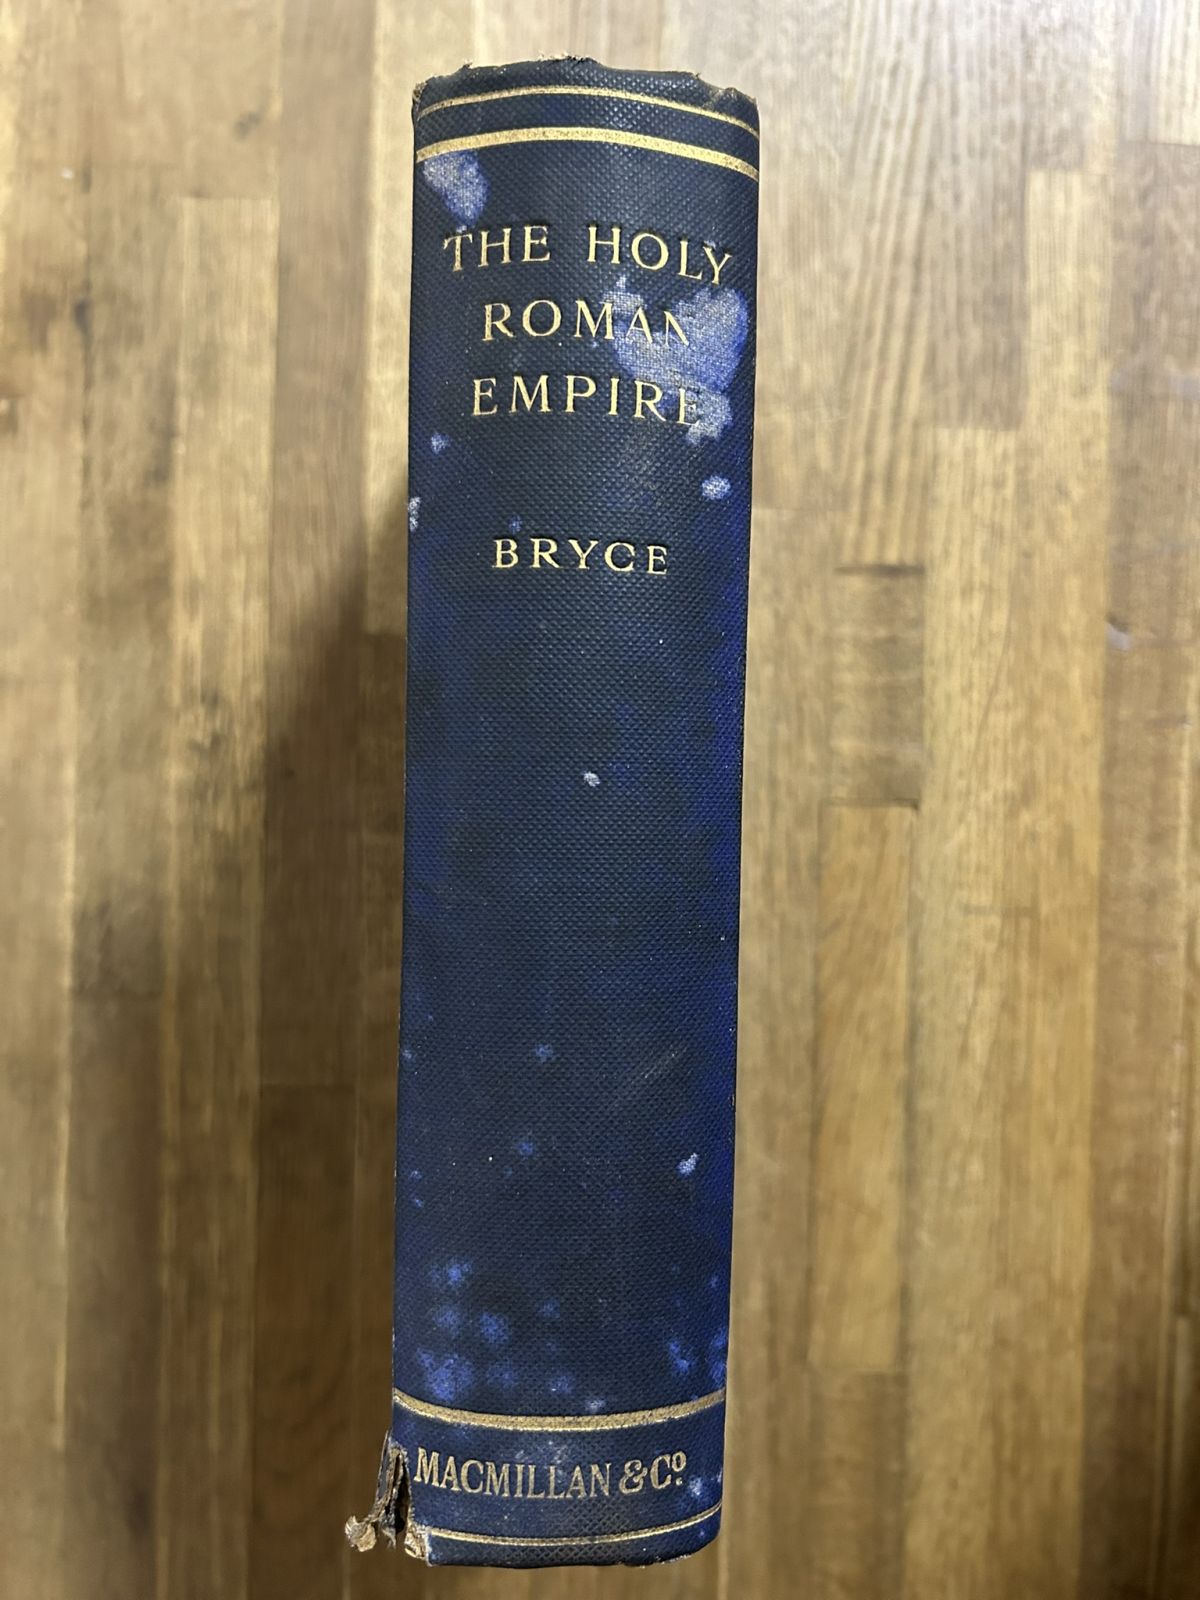 THE HOLY
ROMAN
EMPIRE
BRYCE
MACMILLAN & Cº